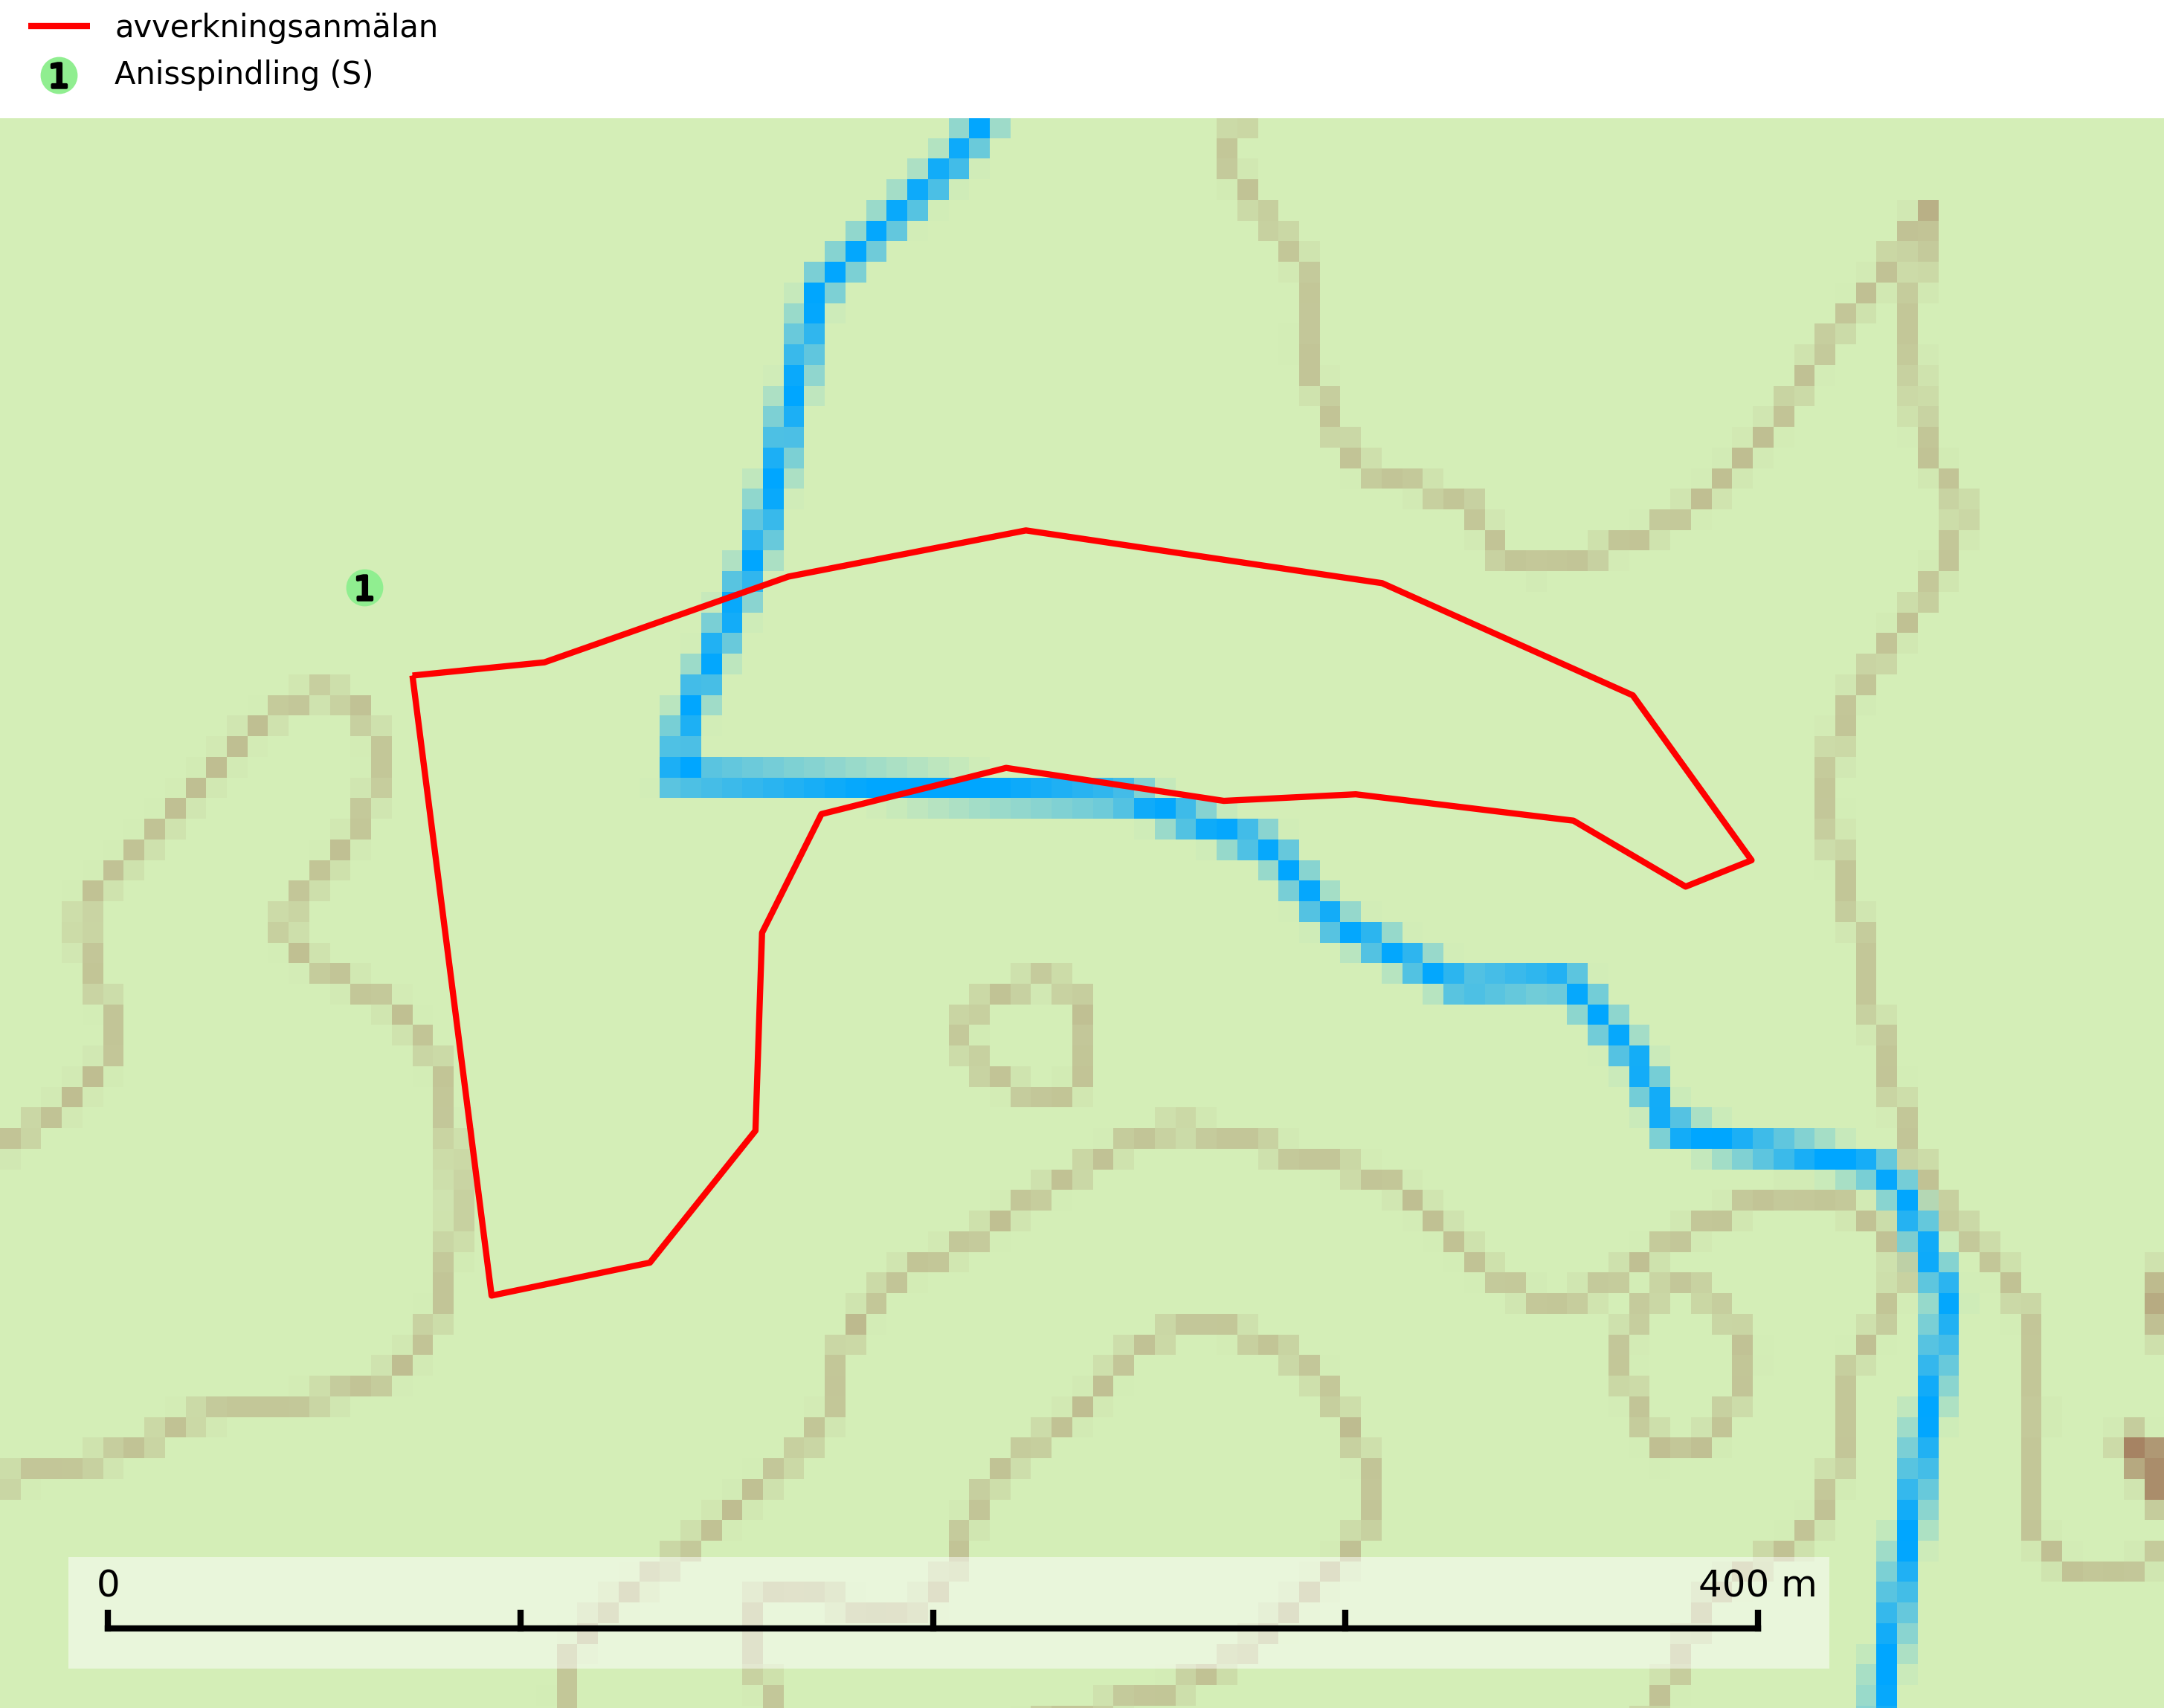 avverkningsanmälan
1 Anisspindling (S)
1
0 400 m